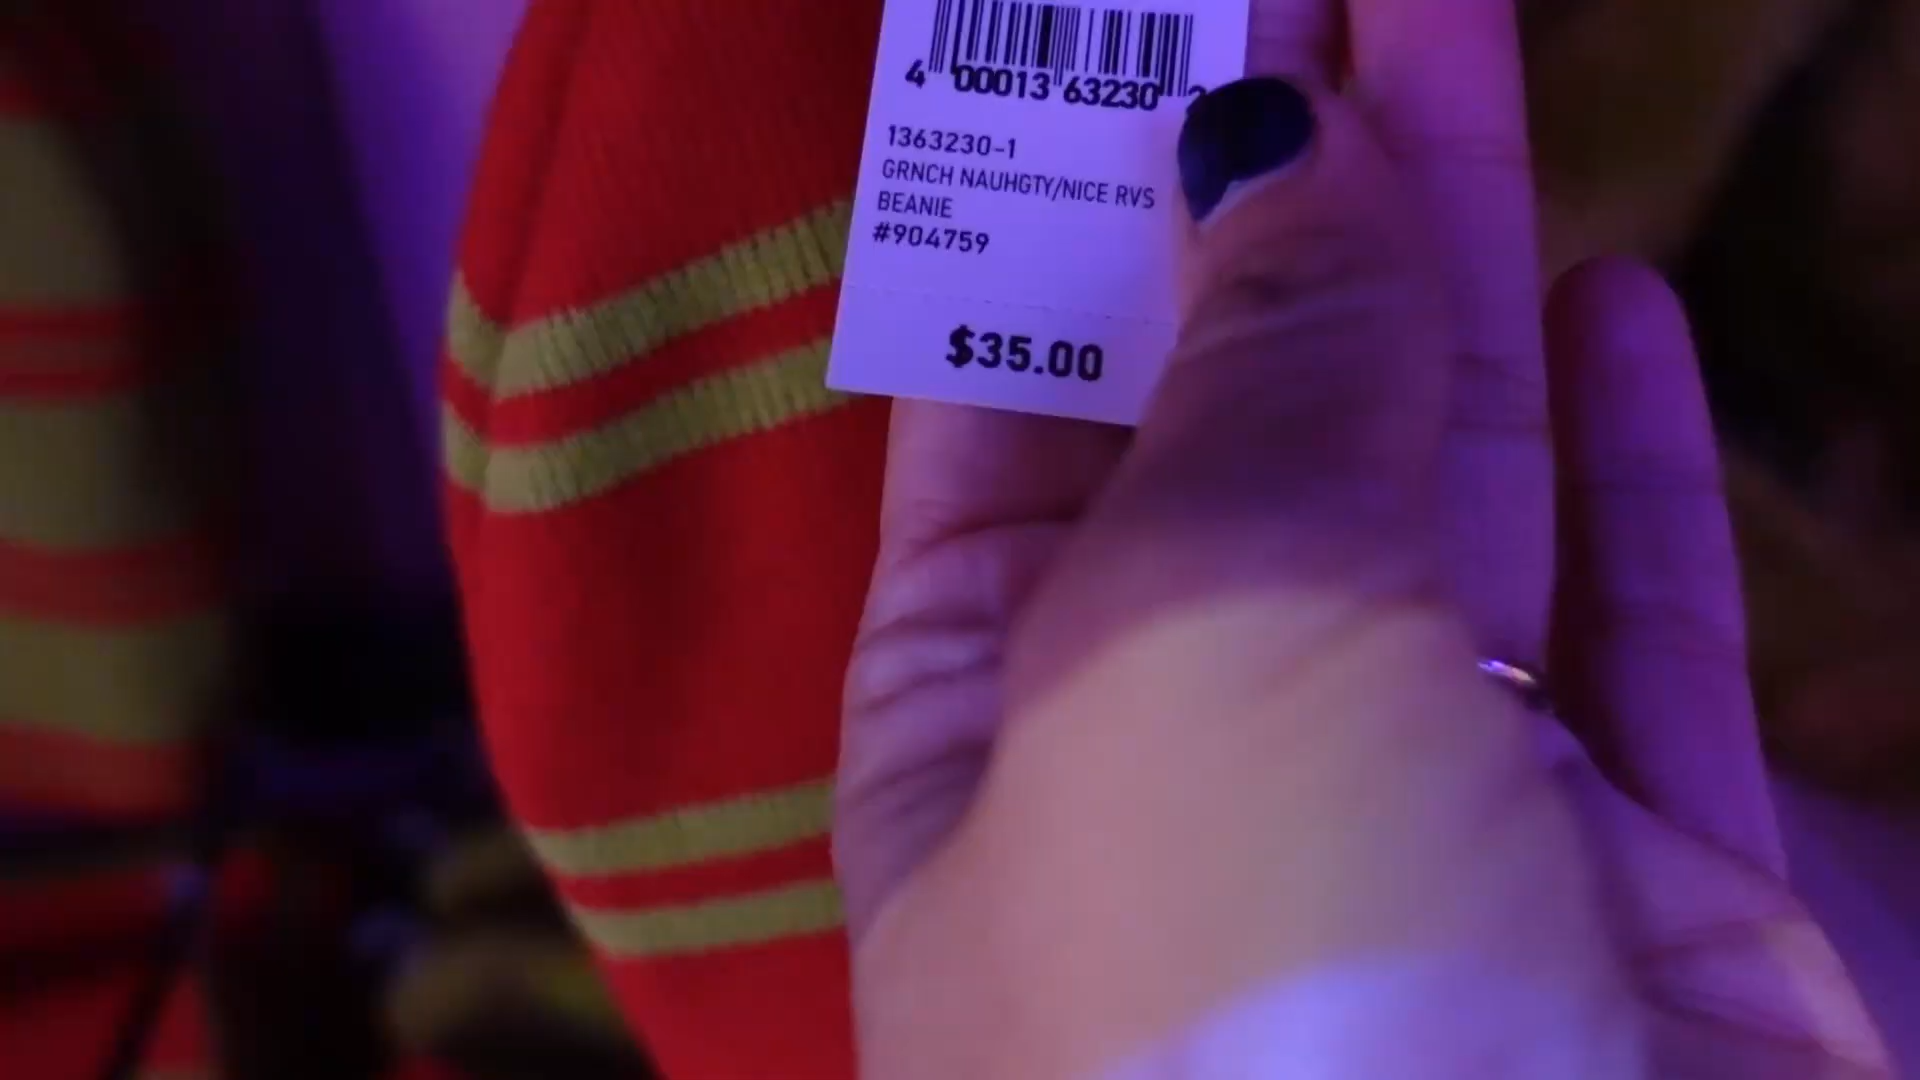 4 00013 63230
1363230-1
GRNCH NAUHGTY/NICE RVS
BEANIE
#904759
$35.00